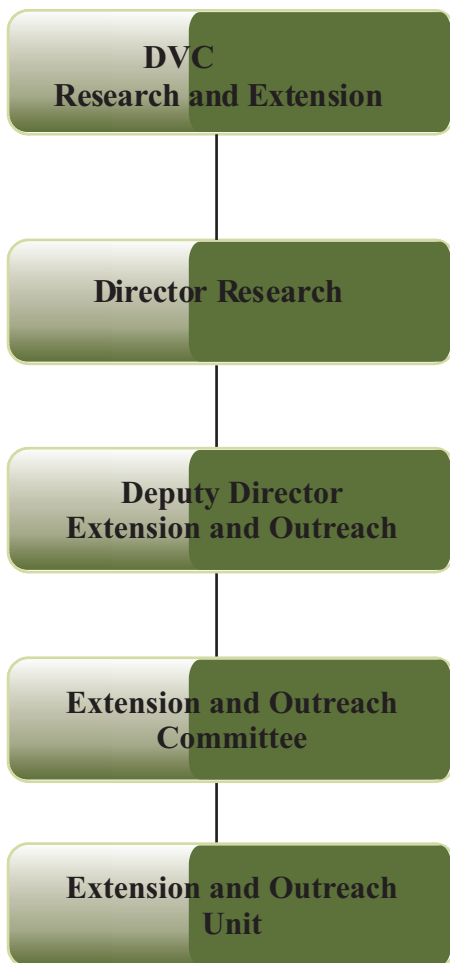 DVC
Research and Extension
Director Research
Deputy Director
Extension and Outreach
Extension and Outreach
Committee
Extension and Outreach
Unit